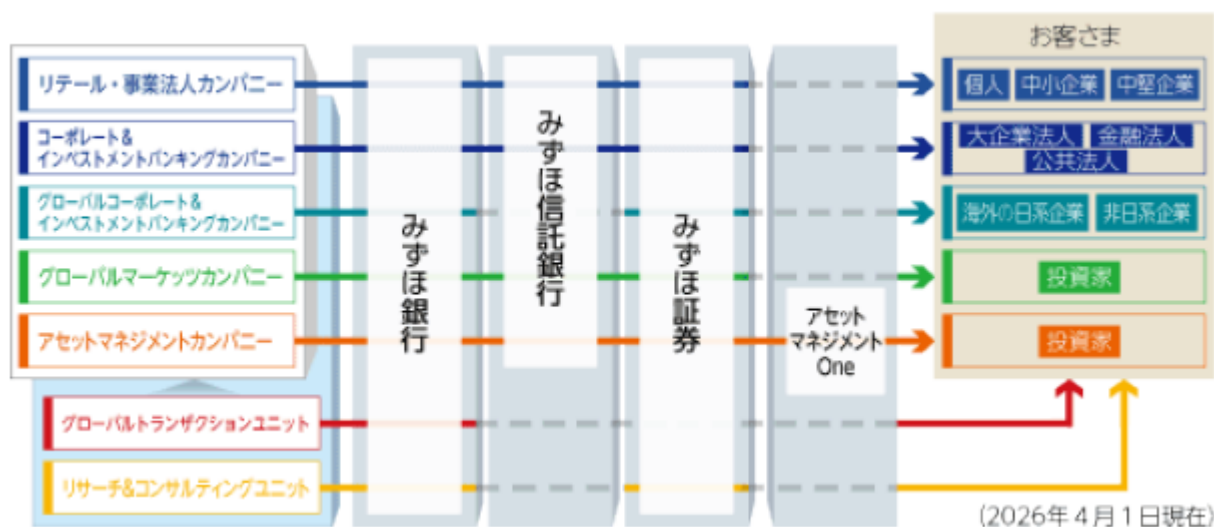 お客さま
リテール・事業法人カンパニー
個人 中小企業 中堅企業
コーポレート&
インベストメントバンキングカンパニー
大企業法人 金融法人
公共法人
グローバルコーポレート&
インベストメントバンキングカンパニー
海外の日系企業 非日系企業
グローバルマーケッツカンパニー
投資家
アセットマネジメントカンパニー
投資家
グローバルトランザクションユニット
リサーチ&コンサルティングユニット
みずほ銀行
みずほ信託銀行
みずほ証券
アセット
マネジメント
One
(2026年4月1日現在)